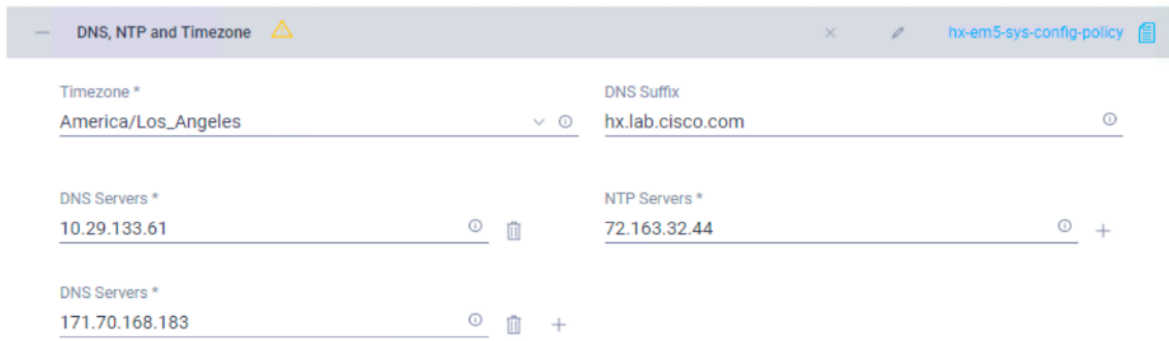 DNS, NTP and Timezone hx-em5-sys-config-policy
Timezone * DNS Suffix
America/Los_Angeles hx.lab.cisco.com
DNS Servers * NTP Servers *
10.29.133.61 72.163.32.44
DNS Servers *
171.70.168.183